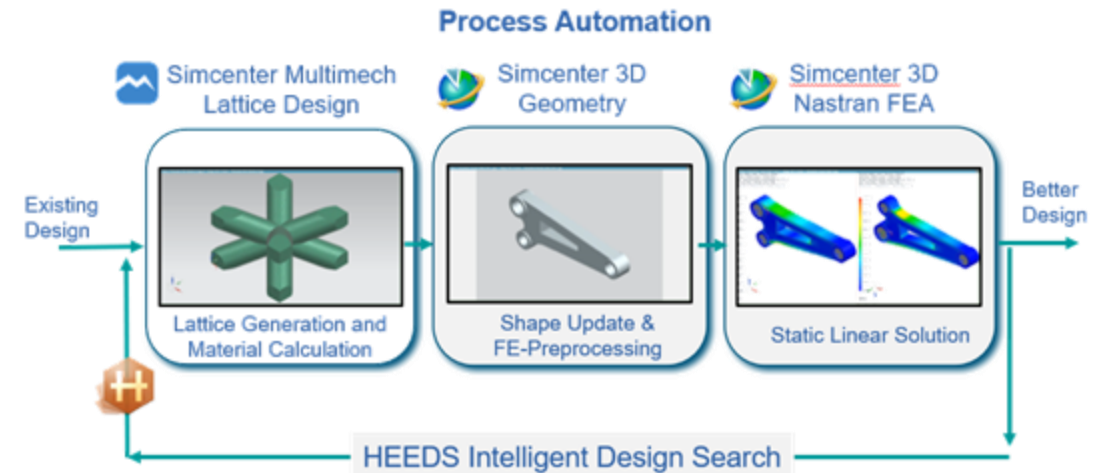 Process Automation
Simcenter Multimech
Lattice Design
Simcenter 3D
Geometry
Simcenter 3D
Nastran FEA
Existing
Design
Better
Design
Lattice Generation and
Material Calculation
Shape Update &
FE-Preprocessing
Static Linear Solution
H
HEEDS Intelligent Design Search